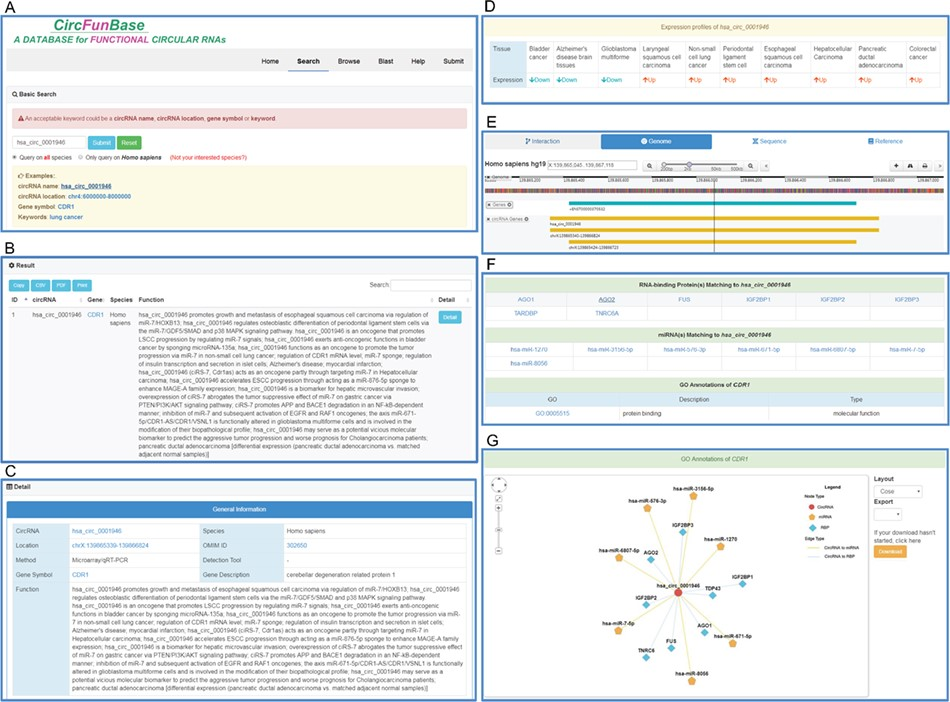 A
CircFunBase
A DATABASE for FUNCTIONAL CIRCULAR RNAs
Home Search Browse Blast Help Submit
Basic Search
An acceptable keyword could be a circRNA name, circRNA location, gene symbol or keyword.
hsa_circ_0001946 Submit Reset
Query on all species Only query on Homo sapiens (Not your interested species?)
Examples:
circRNA name: hsa_circ_0001946
circRNA location: chr4:6000000-8000000
Gene symbol: CDR1
Keywords: lung cancer
B
Result
Copy CSV PDF Print Search:
ID circRNA Gene Species Function Detail
1 hsa_circ_0001946 CDR1 Homo sapiens Detail
hsa_circ_0001946 promotes growth and metastasis of esophageal squamous cell carcinoma via regulation of
miR-7/HOXB13; hsa_circ_0001946 regulates osteoblastic differentiation of periodontal ligament stem cells via
the miR-7/GDF5/SMAD and p38 MAPK signaling pathway; hsa_circ_0001946 is an oncogene that promotes
LSCC progression by regulating miR-7 signals; hsa_circ_0001946 exerts anti-oncogenic functions in bladder
cancer by sponging microRNA-135a; hsa_circ_0001946 functions as an oncogene to promote the tumor
progression via miR-7 in non-small cell lung cancer; regulation of CDR1 mRNA level; miR-7 sponge; regulation
of insulin transcription and secretion in islet cells; Alzheimer's disease; myocardial infarction;
hsa_circ_0001946 (ciRS-7, Cdr1as) acts as an oncogene partly through targeting miR-7 in Hepatocellular
carcinoma; hsa_circ_0001946 accelerates ESCC progression through acting as a miR-876-5p sponge to
enhance MAGE-A family expression; hsa_circ_0001946 is a biomarker for hepatic microvascular invasion;
overexpression of ciRS-7 abrogates the tumor suppressive effect of miR-7 on gastric cancer via
PTEN/PI3K/AKT signaling pathway; ciRS-7 promotes APP and BACE1 degradation in an NF-kB-dependent
manner; inhibition of miR-7 and subsequent activation of EGFR and RAF1 oncogenes; the axis miR-671-
5p/CDR1-AS/CDR1/VSNL1 is functionally altered in glioblastoma multiforme cells and is involved in
the modification of their biopathological profile; hsa_circ_0001946 may serve as a potential vicious molecular
biomarker to predict the aggressive tumor progression and worse prognosis for Cholangiocarcinoma patients;
pancreatic ductal adenocarcinoma [differential expression (pancreatic ductal adenocarcinoma vs. matched
adjacent normal samples)]
C
Detail
General Information
CircRNA hsa_circ_0001946 Species Homo sapiens
Location chrX:139865339-139866824 OMIM ID 302650
Method Microarray/qRT-PCR Detection Tool -
Gene Symbol CDR1 Gene Description cerebellar degeneration related protein 1
Function
hsa_circ_0001946 promotes growth and metastasis of esophageal squamous cell carcinoma via regulation of miR-7/HOXB13; hsa_circ_0001946
regulates osteoblastic differentiation of periodontal ligament stem cells via the miR-7/GDF5/SMAD and p38 MAPK signaling pathway;
hsa_circ_0001946 is an oncogene that promotes LSCC progression by regulating miR-7 signals; hsa_circ_0001946 exerts anti-oncogenic functions
in bladder cancer by sponging microRNA-135a; hsa_circ_0001946 functions as an oncogene to promote the tumor progression via miR-
7 in non-small cell lung cancer; regulation of CDR1 mRNA level; miR-7 sponge; regulation of insulin transcription and secretion in islet cells;
Alzheimer's disease; myocardial infarction; hsa_circ_0001946 (ciRS-7, Cdr1as) acts as an oncogene partly through targeting miR-7 in
Hepatocellular carcinoma; hsa_circ_0001946 accelerates ESCC progression through acting as a miR-876-5p sponge to enhance MAGE-A family
expression; hsa_circ_0001946 is a biomarker for hepatic microvascular invasion; overexpression of ciRS-7 abrogates the tumor suppressive effect
of miR-7 on gastric cancer via PTEN/PI3K/AKT signaling pathway; ciRS-7 promotes APP and BACE1 degradation in an NF-kB-dependent
manner; inhibition of miR-7 and subsequent activation of EGFR and RAF1 oncogenes; the axis miR-671-5p/CDR1-AS/CDR1/VSNL1 is functionally
altered in glioblastoma multiforme cells and is involved in the modification of their biopathological profile; hsa_circ_0001946 may serve as a
potential vicious molecular biomarker to predict the aggressive tumor progression and worse prognosis for Cholangiocarcinoma patients;
pancreatic ductal adenocarcinoma [differential expression (pancreatic ductal adenocarcinoma vs. matched adjacent normal samples)]
D
Expression profiles of hsa_circ_0001946
Tissue Bladder cancer Alzheimer's disease brain tissues Glioblastoma multiforme Laryngeal squamous cell carcinoma Non-small cell lung cancer Periodontal ligament stem cell Esophageal squamous cell carcinoma Hepatocellular Carcinoma Pancreatic ductal adenocarcinoma Colorectal cancer
Expression Down Down Down Up Up Up Up Up Up Up
E
Interaction Genome Sequence Reference
Homo sapiens hg19
Genes
circRNA Genes
hsa_circ_0001946
chrX:139865340-139866824
F
RNA-binding Protein(s) Matching to hsa_circ_0001946
AGO1 AGO2 FUS IGF2BP1 IGF2BP2 IGF2BP3
TARDBP TNRC6A
miRNA(s) Matching to hsa_circ_0001946
hsa-miR-1270 hsa-miR-3156-5p hsa-miR-576-3p hsa-miR-671-5p hsa-miR-6807-5p hsa-miR-7-5p
hsa-miR-8056
GO Annotations of CDR1
GO Description Type
GO:0005515 protein binding molecular function
G
GO Annotations of CDR1
hsa-miR-3156-5p
hsa-miR-576-3p
IGF2BP3
hsa-miR-1270
hsa-miR-6807-5p
AGO2
hsa_circ_0001946
TDP43
IGF2BP1
IGF2BP2
hsa-miR-7-5p
AGO1
FUS
hsa-miR-671-5p
TNRC6
hsa-miR-8056
Legend
Node Type
CircRNA
miRNA
RBP
Edge Type
CircRNA to miRNA
CircRNA to RBP
Layout
Cose
Export
If your download hasn't
started, click here
Download